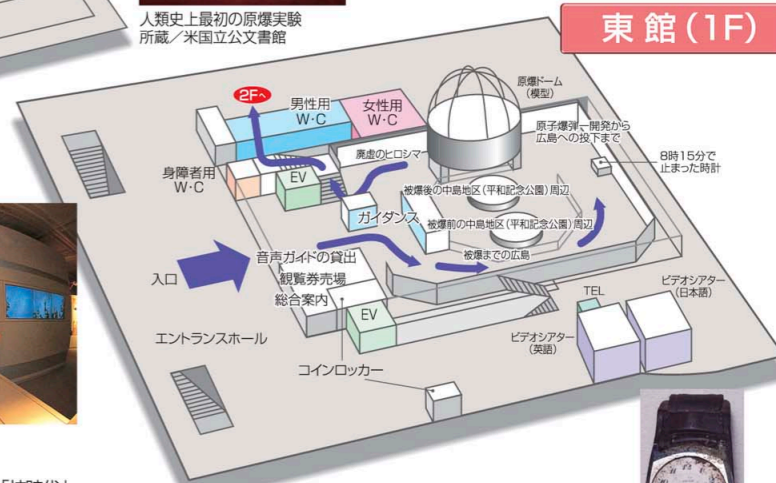 人類史上最初の原爆実験
所蔵／米国立公文書館
東館(1F)
2Fへ
男性用
W・C
女性用
W・C
原爆ドーム
(模型)
原子爆弾ー開発から
広島への投下まで
8時15分で
止まった時計
廃虚のヒロシマ
身障者用
W・C
EV
ガイダンス
被爆後の中島地区(平和記念公園)周辺
被爆前の中島地区(平和記念公園)周辺
被爆までの広島
入口
音声ガイドの貸出
観覧券売場
総合案内
EV
エントランスホール
コインロッカー
TEL
ビデオシアター
(日本語)
ビデオシアター
(英語)